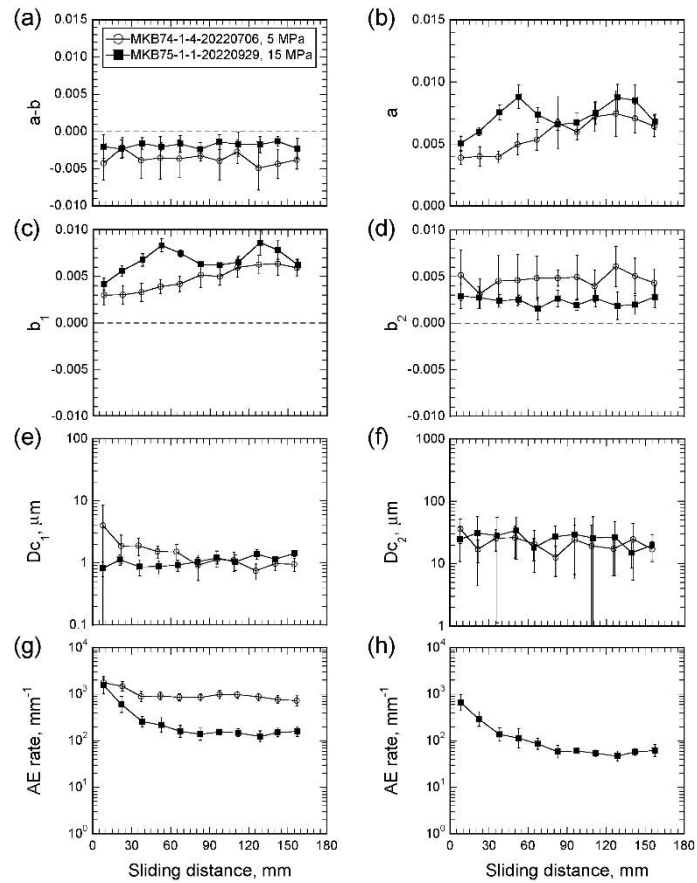 (a)
0.015
0.010
0.005
0.000
-0.005
-0.010
a-b
MKB74-1-4-20220706, 5 MPa
MKB75-1-1-20220929, 15 MPa
(b)
0.015
0.010
0.005
0.000
a
(c)
0.010
0.005
0.000
-0.005
-0.010
b1
(d)
0.010
0.005
0.000
-0.005
-0.010
b2
(e)
100
10
1
0.1
Dc1, μm
(f)
1000
100
10
1
Dc2, μm
(g)
10^4
10^3
10^2
10^1
10^0
AE rate, mm^-1
0 30 60 90 120 150 180
Sliding distance, mm
(h)
10^4
10^3
10^2
10^1
10^0
AE rate, mm^-1
0 30 60 90 120 150 180
Sliding distance, mm